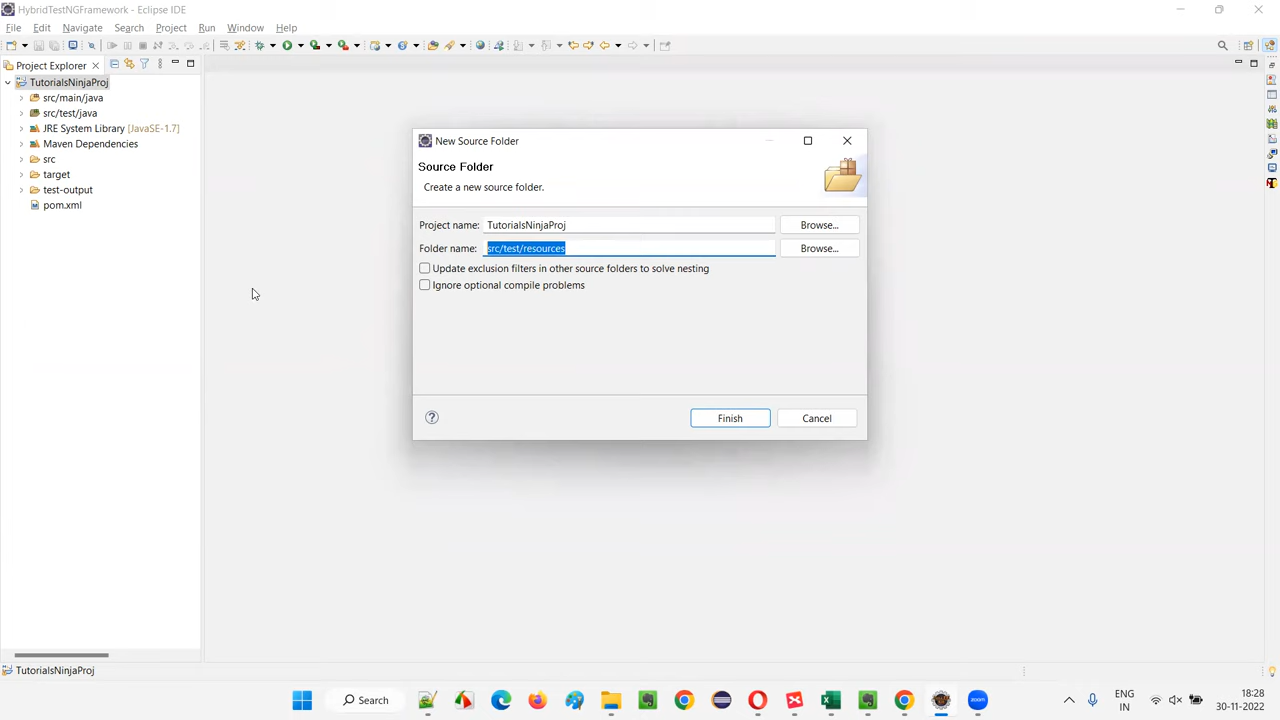 HybridTestNGFramework - Eclipse IDE
File Edit Navigate Search Project Run Window Help
Project Explorer
TutorialsNinjaProj
src/main/java
src/test/java
JRE System Library [JavaSE-1.7]
Maven Dependencies
src
target
test-output
pom.xml
New Source Folder
Source Folder
Create a new source folder.
Project name: TutorialsNinjaProj Browse...
Folder name: src/test/resources Browse...
Update exclusion filters in other source folders to solve nesting
Ignore optional compile problems
Finish Cancel
TutorialsNinjaProj
Search
zoom
ENG
IN
18:28
30-11-2022